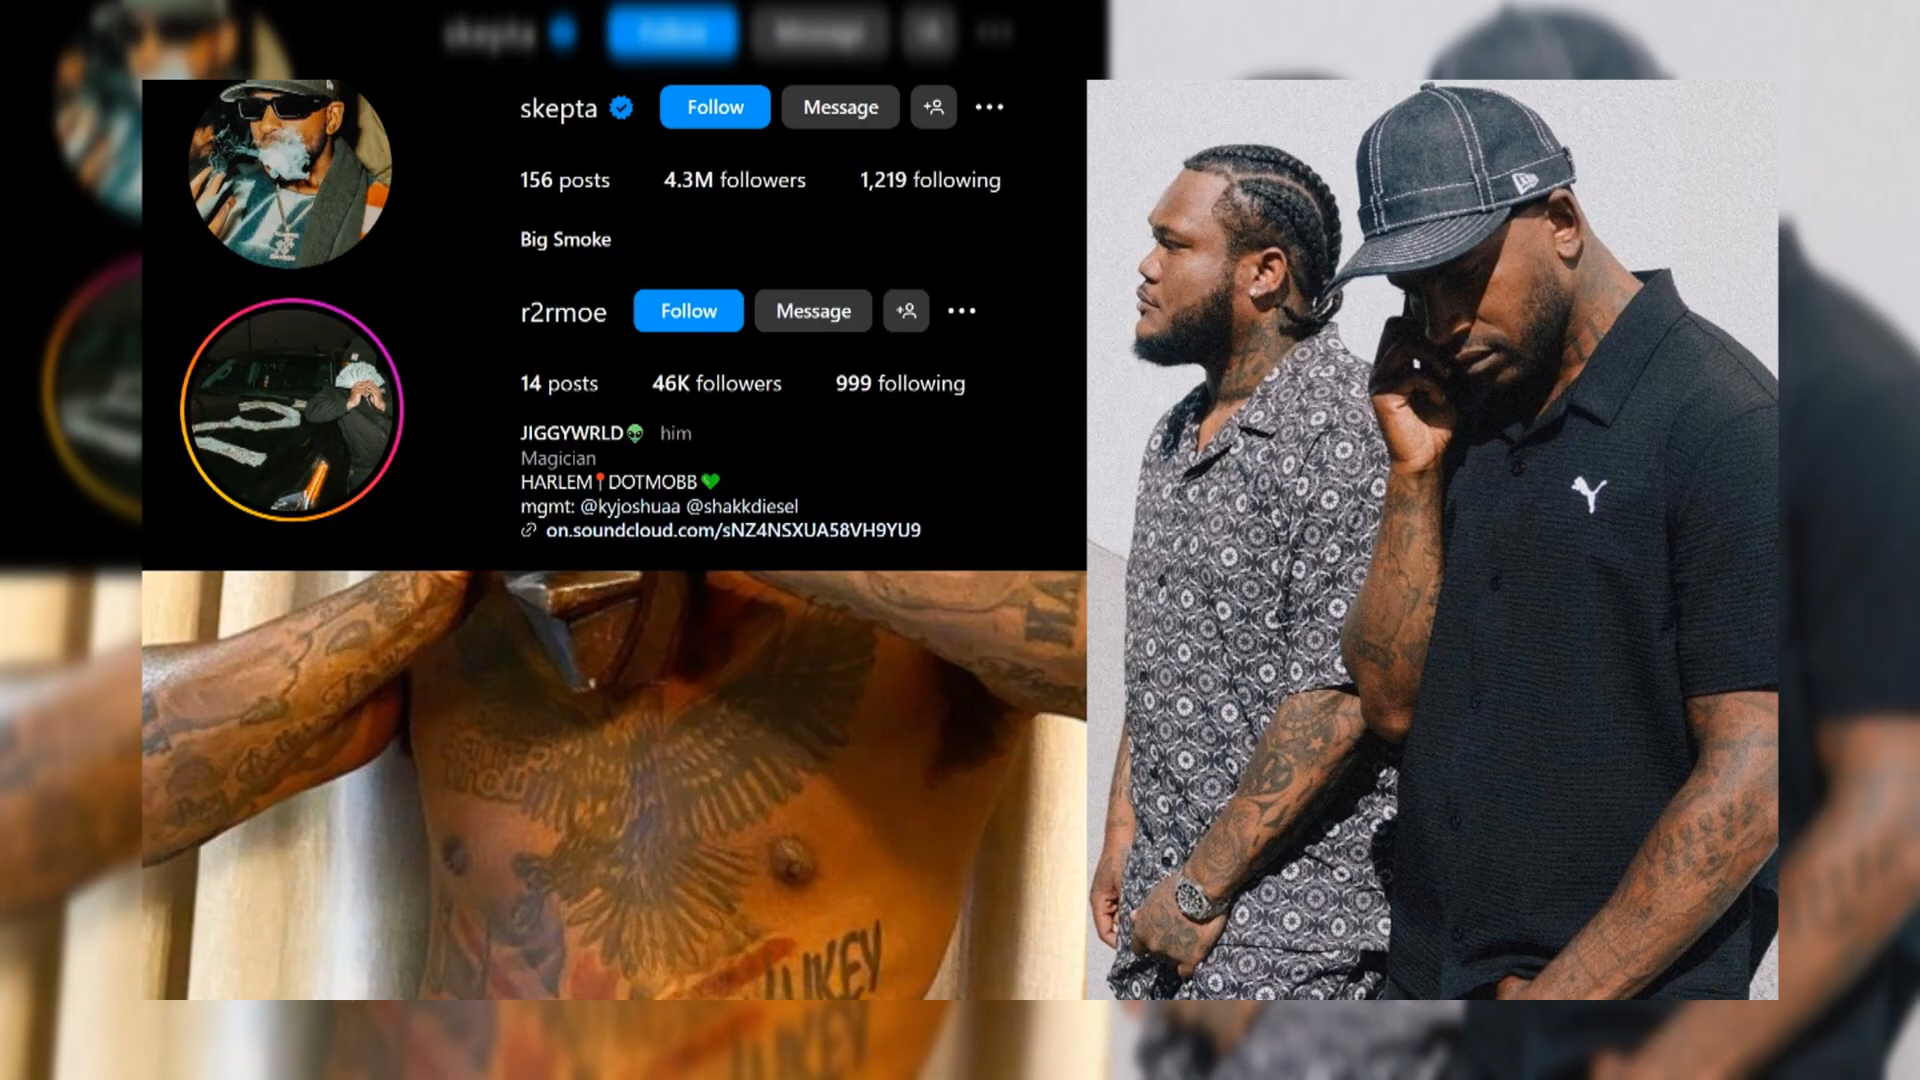 skepta Follow Message
156 posts 4.3M followers 1,219 following
Big Smoke
r2rmoe Follow Message
14 posts 46K followers 999 following
JIGGYWRLD👽 him
Magician
HARLEM📍DOTMOBB💚
mgmt: @kyjoshuaa @shakkdiesel
on.soundcloud.com/sNZ4NSXUA58VH9YU9